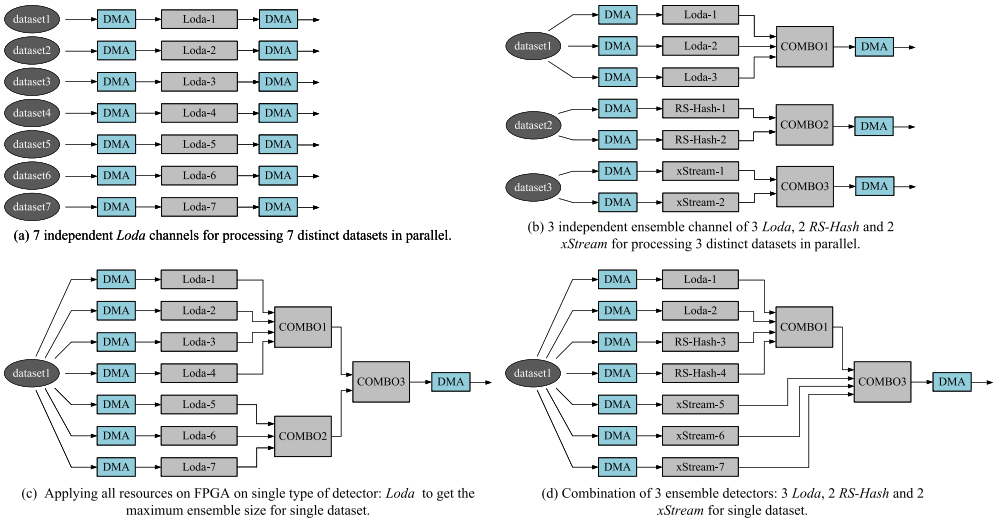 dataset1 DMA Loda-1 DMA
dataset2 DMA Loda-2 DMA
dataset3 DMA Loda-3 DMA
dataset4 DMA Loda-4 DMA
dataset5 DMA Loda-5 DMA
dataset6 DMA Loda-6 DMA
dataset7 DMA Loda-7 DMA
(a) 7 independent Loda channels for processing 7 distinct datasets in parallel.
DMA Loda-1
dataset1 DMA Loda-2 COMBO1 DMA
DMA Loda-3
DMA RS-Hash-1
dataset2 COMBO2 DMA
DMA RS-Hash-2
DMA xStream-1
dataset3 COMBO3 DMA
DMA xStream-2
(b) 3 independent ensemble channel of 3 Loda, 2 RS-Hash and 2
xStream for processing 3 distinct datasets in parallel.
DMA Loda-1
DMA Loda-2
COMBO1
DMA Loda-3
dataset1 DMA Loda-4
COMBO3 DMA
DMA Loda-5
COMBO2
DMA Loda-6
DMA Loda-7
(c) Applying all resources on FPGA on single type of detector: Loda to get the
maximum ensemble size for single dataset.
DMA Loda-1
DMA Loda-2
COMBO1
DMA RS-Hash-3
dataset1 DMA RS-Hash-4
COMBO3 DMA
DMA xStream-5
DMA xStream-6
DMA xStream-7
(d) Combination of 3 ensemble detectors: 3 Loda, 2 RS-Hash and 2
xStream for single dataset.